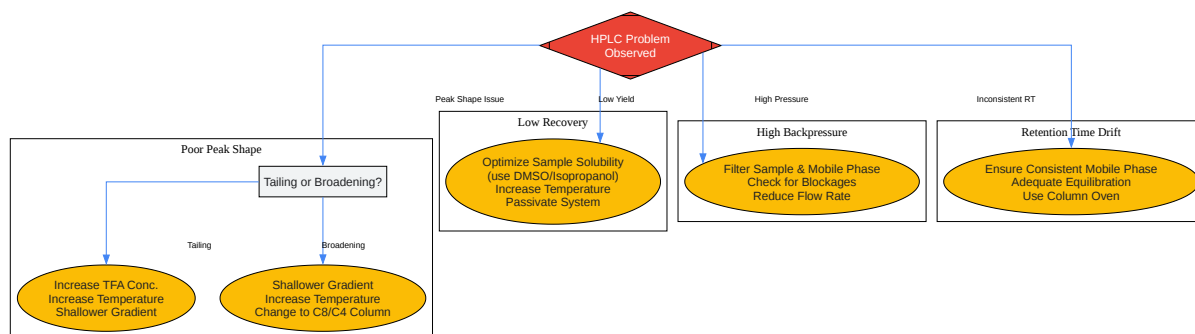 HPLC Problem
Observed
Peak Shape Issue
Low Yield
High Pressure
Inconsistent RT
Poor Peak Shape
Tailing or Broadening?
Tailing
Broadening
Increase TFA Conc.
Increase Temperature
Shallower Gradient
Shallower Gradient
Increase Temperature
Change to C8/C4 Column
Low Recovery
Optimize Sample Solubility
(use DMSO/Isopropanol)
Increase Temperature
Passivate System
High Backpressure
Filter Sample & Mobile Phase
Check for Blockages
Reduce Flow Rate
Retention Time Drift
Ensure Consistent Mobile Phase
Adequate Equilibration
Use Column Oven